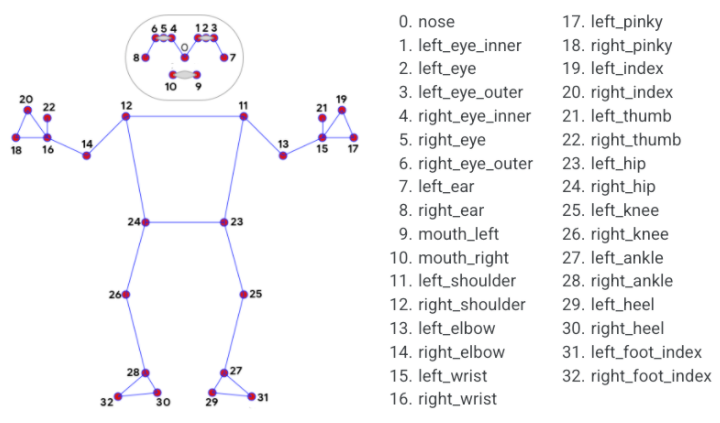 6 5 4 1 2 3
0
8 7
10 9
20 22 12 11 21 19
14 13
18 16 15 17
24 23
26 25
28 27
32 30 29 31
0. nose
1. left_eye_inner
2. left_eye
3. left_eye_outer
4. right_eye_inner
5. right_eye
6. right_eye_outer
7. left_ear
8. right_ear
9. mouth_left
10. mouth_right
11. left_shoulder
12. right_shoulder
13. left_elbow
14. right_elbow
15. left_wrist
16. right_wrist
17. left_pinky
18. right_pinky
19. left_index
20. right_index
21. left_thumb
22. right_thumb
23. left_hip
24. right_hip
25. left_knee
26. right_knee
27. left_ankle
28. right_ankle
29. left_heel
30. right_heel
31. left_foot_index
32. right_foot_index